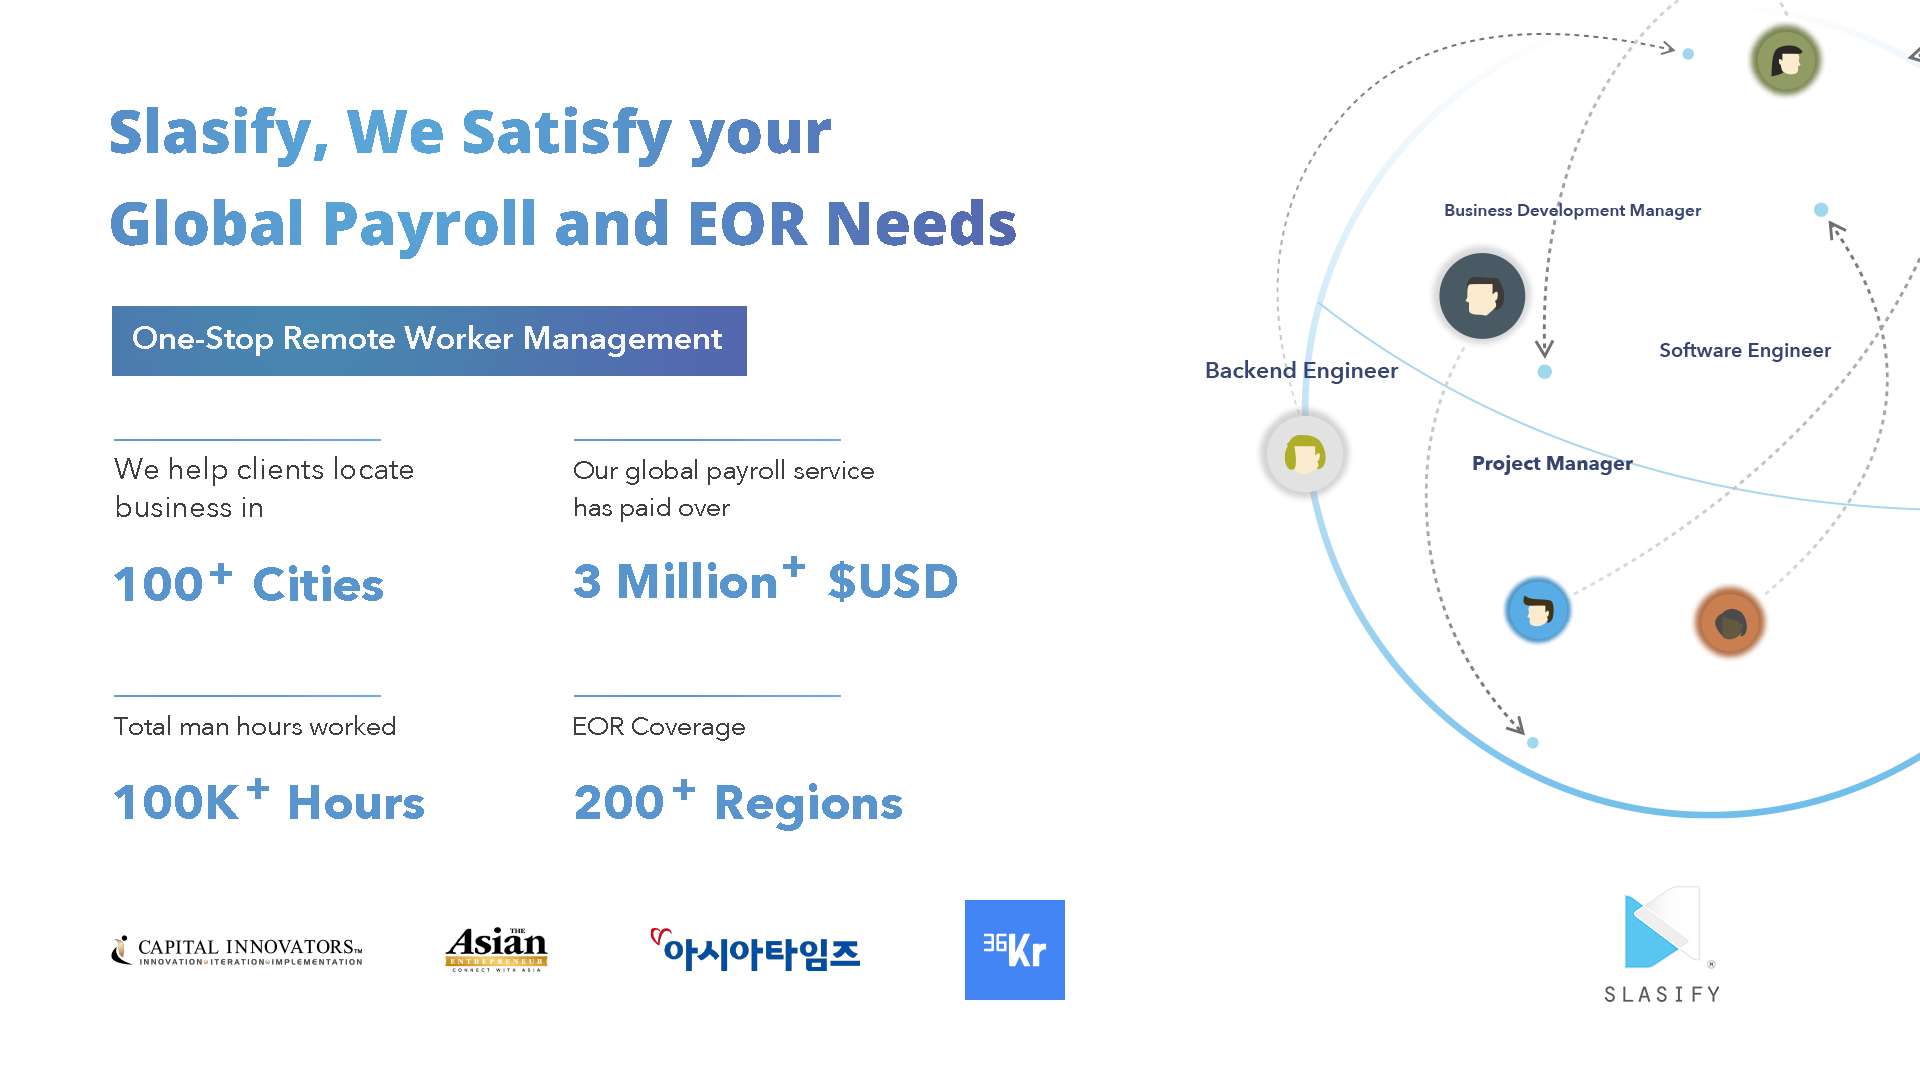 Slasify, We Satisfy your
Global Payroll and EOR Needs
One-Stop Remote Worker Management
We help clients locate
business in
100+ Cities
Our global payroll service
has paid over
3 Million+ $USD
Total man hours worked
100K+ Hours
EOR Coverage
200+ Regions
Business Development Manager
Software Engineer
Backend Engineer
Project Manager
CAPITAL INNOVATORS™
INNOVATION ITERATION IMPLEMENTATION
THE
Asian
ENTREPRENEUR
CONNECT WITH ASIA
아시아타임즈
36Kr
®
SLASIFY